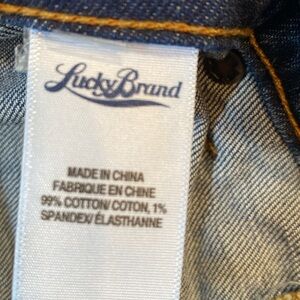 Lucky Brand
MADE IN CHINA
FABRIQUE EN CHINE
99% COTTON/ COTON, 1%
SPANDEX/ ÉLASTHANNE